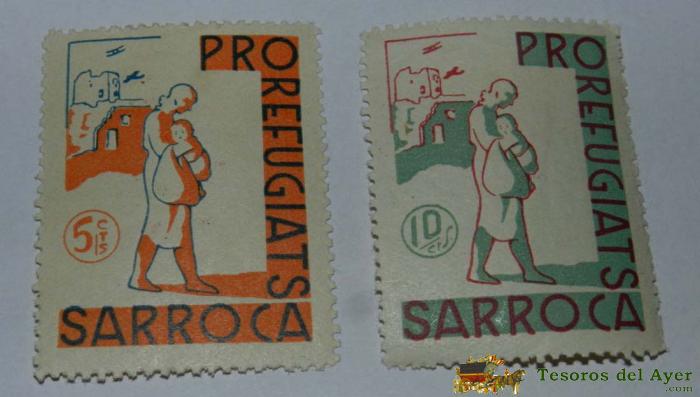 PRO
REFUGIATS
5 cts
SARROCA
PRO
REFUGIATS
10 cts
SARROCA
Tesoros del Ayer
.com